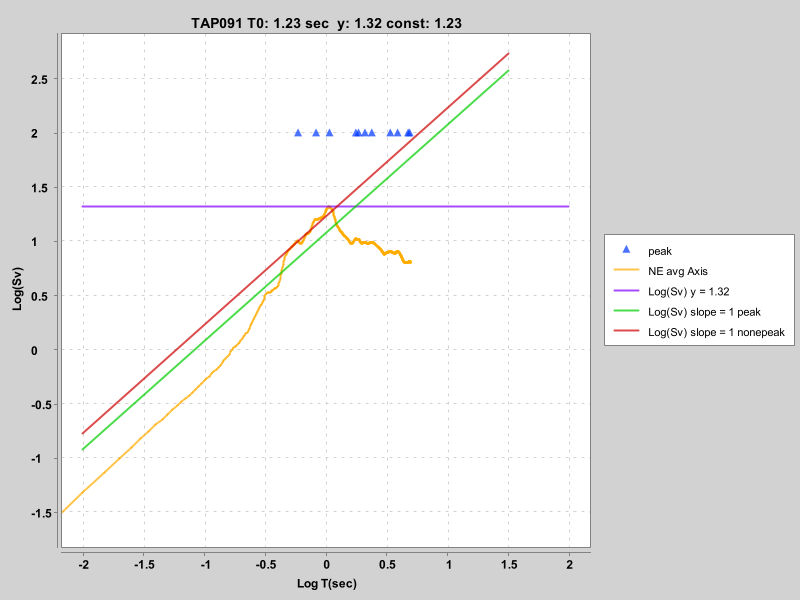 TAP091 T0: 1.23 sec  y: 1.32 const: 1.23
Log(Sv)
2.5
2
1.5
1
0.5
0
-0.5
-1
-1.5
-2
-1.5
-1
-0.5
0
0.5
1
1.5
2
Log T(sec)
peak
NE avg Axis
Log(Sv) y = 1.32
Log(Sv) slope = 1 peak
Log(Sv) slope = 1 nonepeak